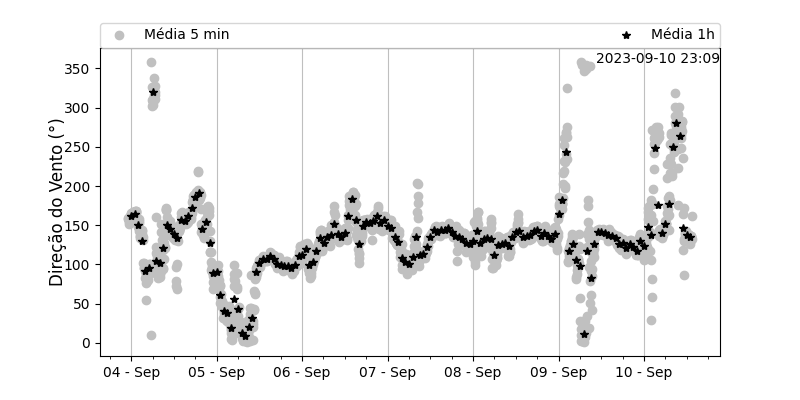 Média 5 min
Média 1h
2023-09-10 23:09
Direção do Vento (°)
350
300
250
200
150
100
50
0
04 - Sep
05 - Sep
06 - Sep
07 - Sep
08 - Sep
09 - Sep
10 - Sep